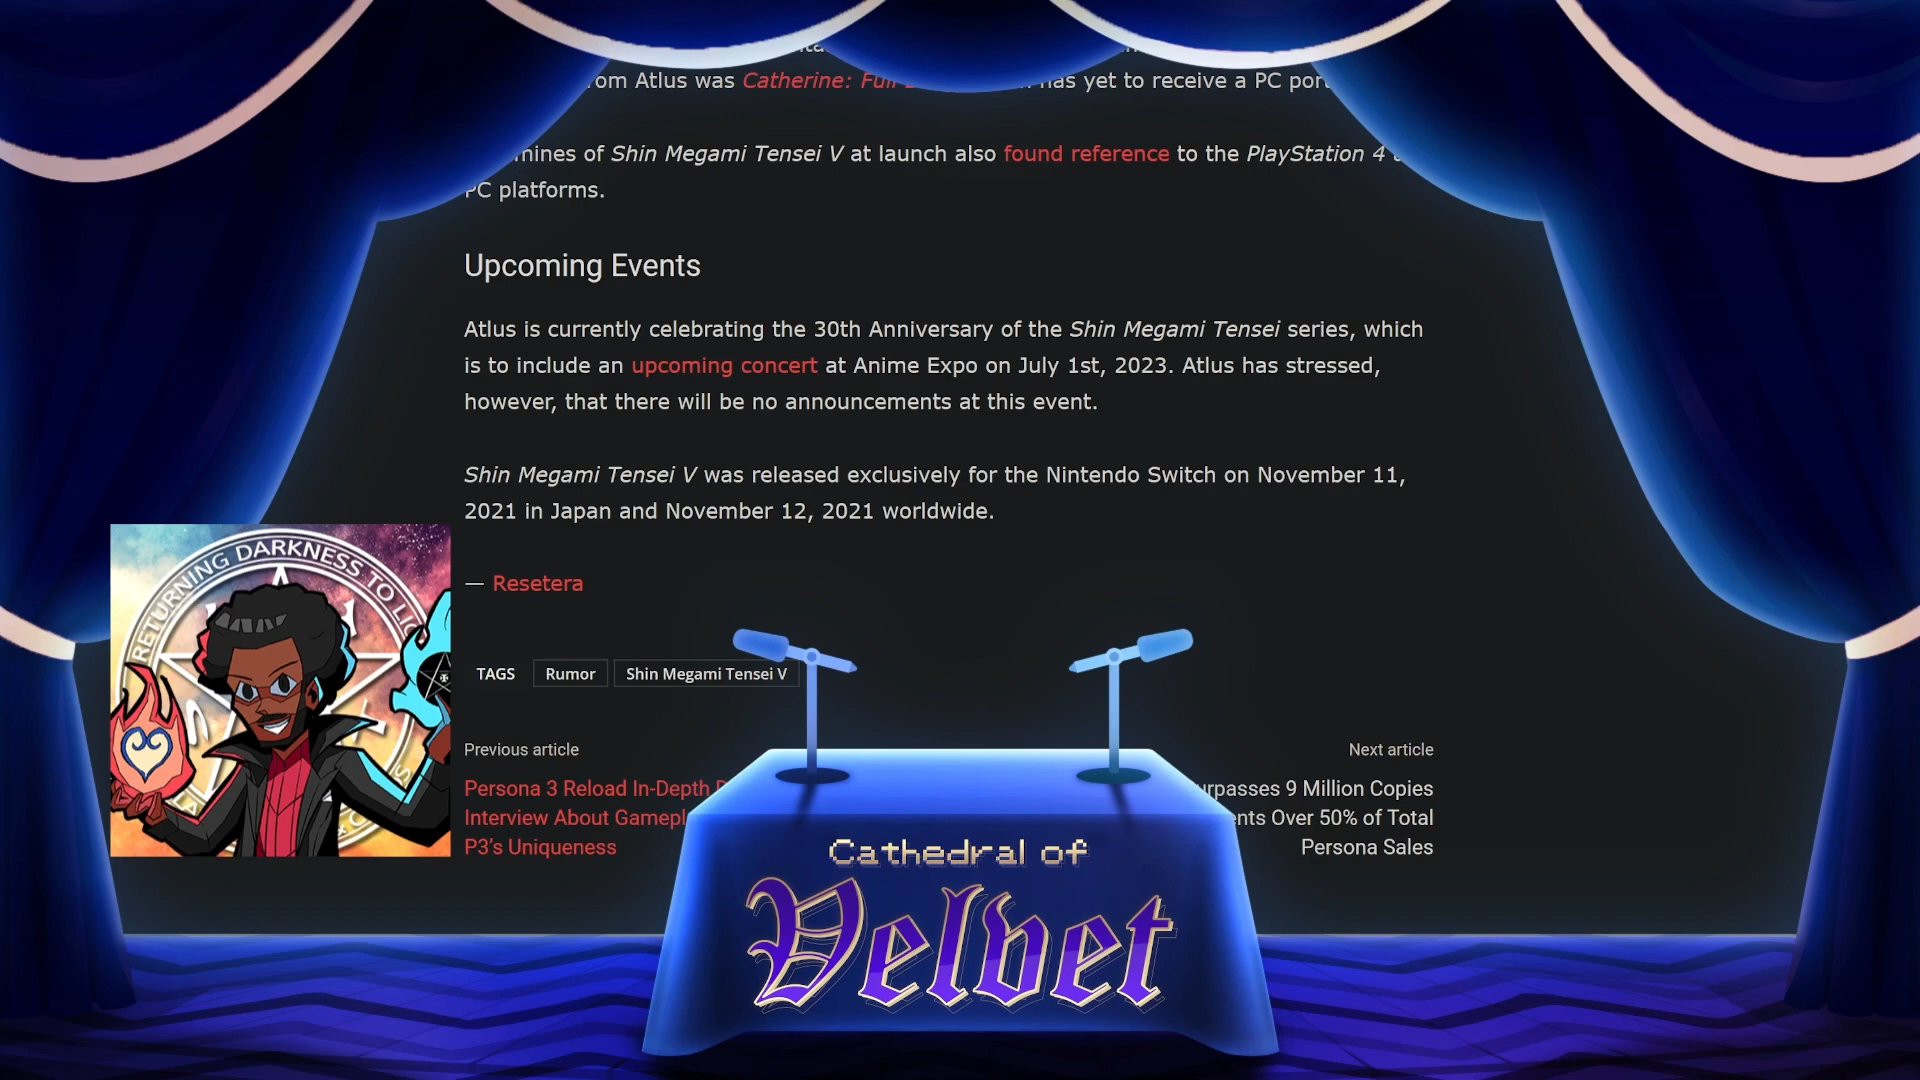 om Atlus was Catherine: Full has yet to receive a PC port
mines of Shin Megami Tensei V at launch also found reference to the PlayStation 4
PC platforms.
Upcoming Events
Atlus is currently celebrating the 30th Anniversary of the Shin Megami Tensei series, which
is to include an upcoming concert at Anime Expo on July 1st, 2023. Atlus has stressed,
however, that there will be no announcements at this event.
Shin Megami Tensei V was released exclusively for the Nintendo Switch on November 11,
2021 in Japan and November 12, 2021 worldwide.
— Resetera
RETURNING DARKNESS TO LIG
TAGS Rumor Shin Megami Tensei V
Previous article
Next article
Persona 3 Reload In-Depth
Interview About Gamepl
P3's Uniqueness
urpasses 9 Million Copies
ents Over 50% of Total
Persona Sales
Cathedral of
Velvet